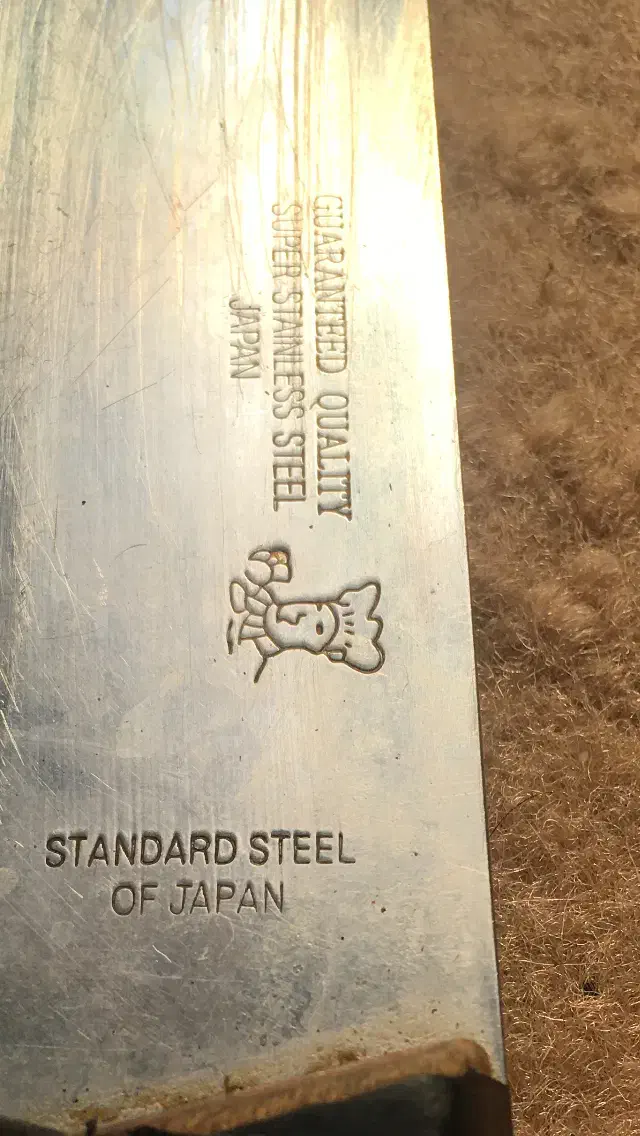 GUARANTEED QUALITY
SUPER-STAINLESS STEEL
JAPAN
STANDARD STEEL
OF JAPAN